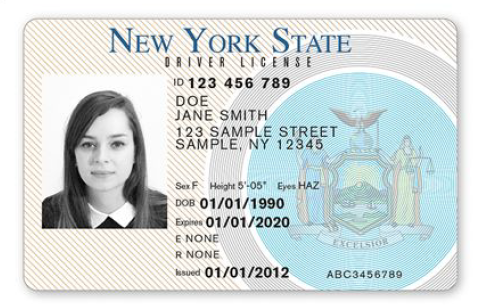 NEW YORK STATE
DRIVER LICENSE
ID 123 456 789
DOE
JANE SMITH
123 SAMPLE STREET
SAMPLE, NY 12345
Sex F Height 5'-05" Eyes HAZ
DOB 01/01/1990
Expires 01/01/2020
E NONE
R NONE
Issued 01/01/2012
ABC3456789
EXCELSIOR